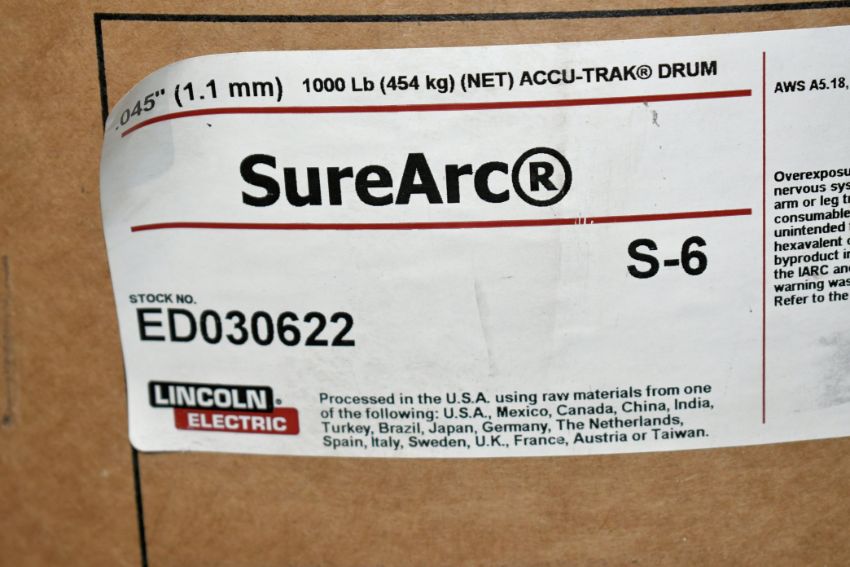 .045" (1.1 mm) 1000 Lb (454 kg) (NET) ACCU-TRAK® DRUM
SureArc®
S-6
STOCK NO.
ED030622
LINCOLN
ELECTRIC
Processed in the U.S.A. using raw materials from one
of the following: U.S.A., Mexico, Canada, China, India,
Turkey, Brazil, Japan, Germany, The Netherlands,
Spain, Italy, Sweden, U.K., France, Austria or Taiwan.
AWS A5.18,
nervous sys
arm or leg
consumable
unintended
hexavalent
byproduct
the IARC
warning was
Refer to the